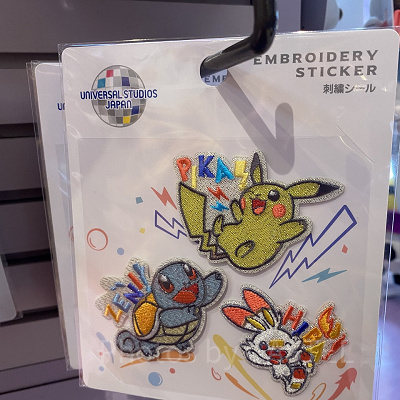 UNIVERSAL STUDIOS
JAPAN
EMBROIDERY
STICKER
刺繍シール
PIKA
ZENI
HIBA